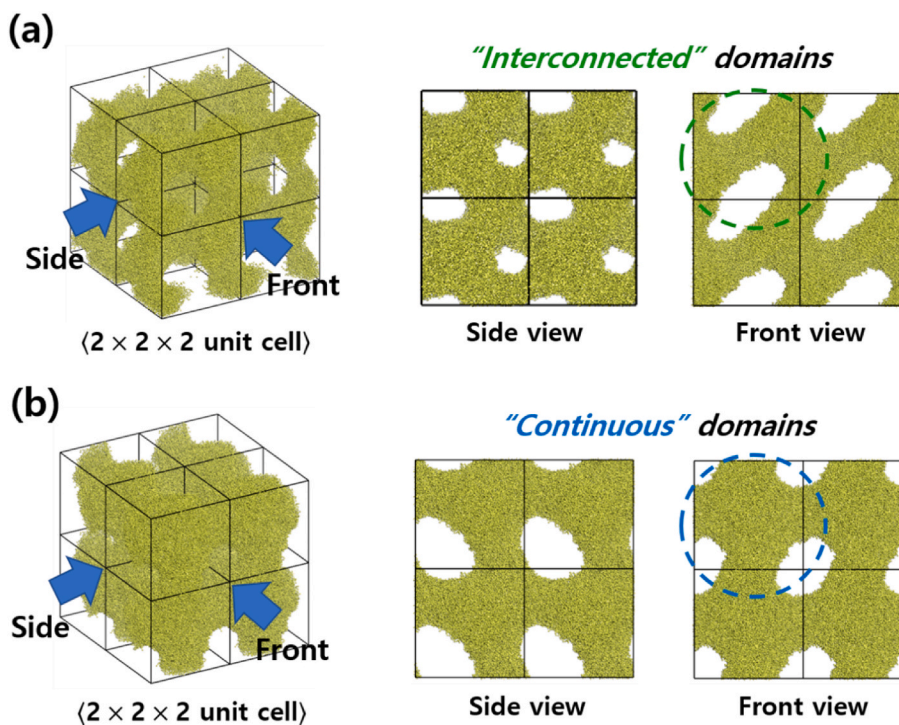 (a)
"Interconnected" domains
Side
Front
⟨2 × 2 × 2 unit cell⟩
Side view
Front view
(b)
"Continuous" domains
Side
Front
⟨2 × 2 × 2 unit cell⟩
Side view
Front view